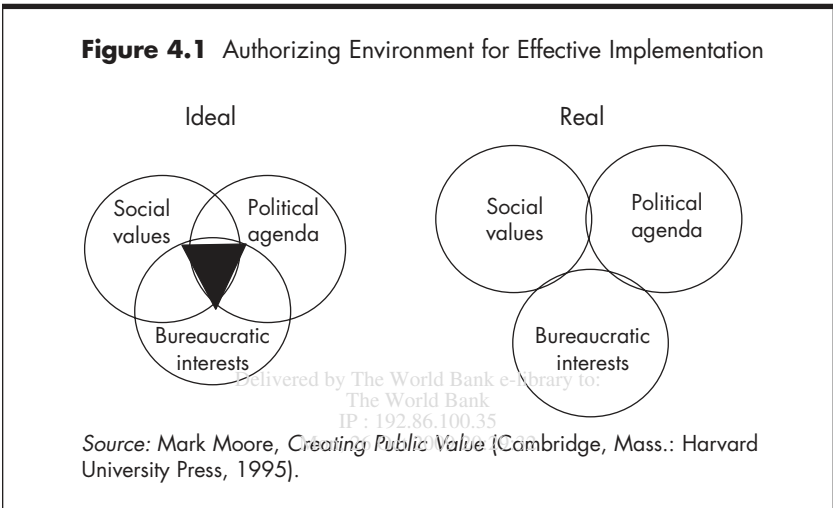 Figure 4.1 Authorizing Environment for Effective Implementation
Ideal
Real
Social
values
Political
agenda
Bureaucratic
interests
Social
values
Political
agenda
Bureaucratic
interests
Delivered by The World Bank e-library to:
The World Bank
IP : 192.86.100.35
Source: Mark Moore, Creating Public Value (Cambridge, Mass.: Harvard
University Press, 1995).